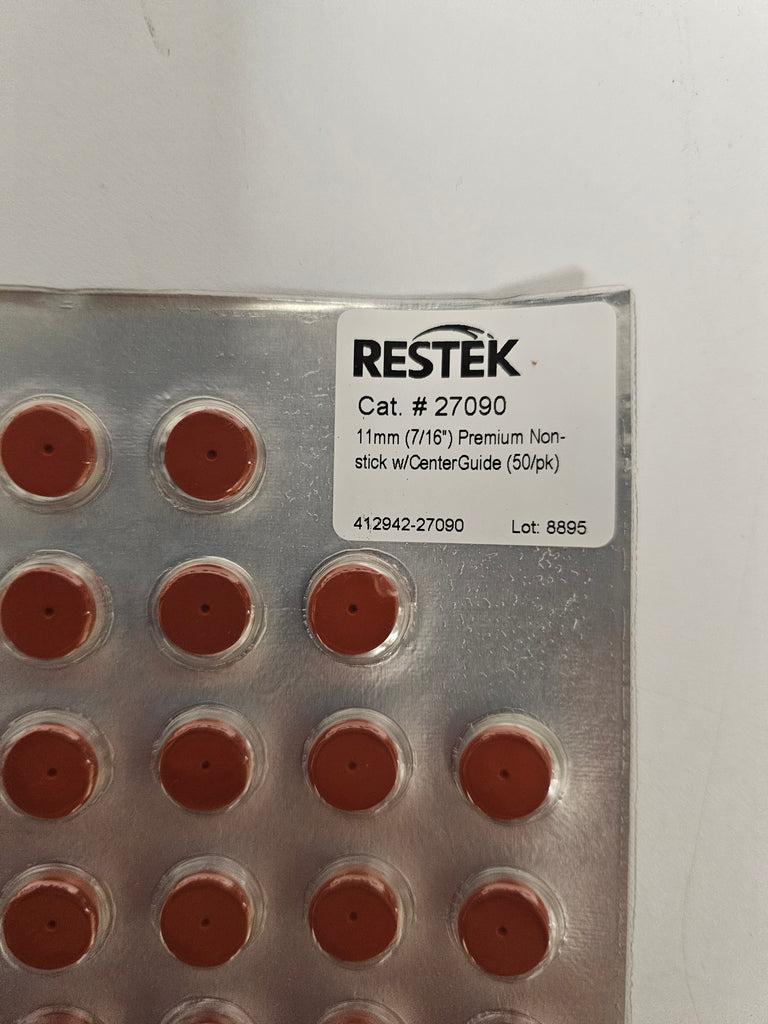 RESTEK
Cat. # 27090
11mm (7/16") Premium Non-
stick w/CenterGuide (50/pk)
412942-27090 Lot: 8895